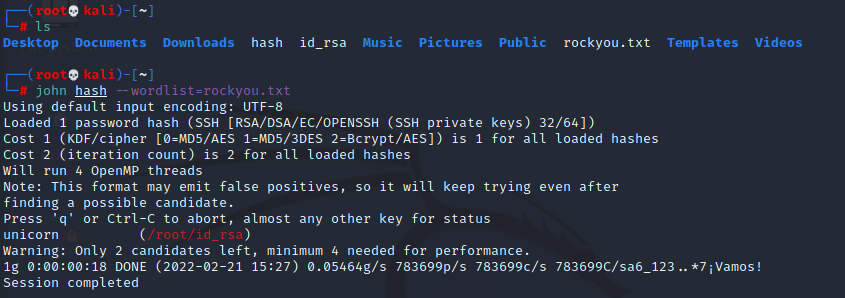 ┌──(root💀kali)-[~]
└─# ls
Desktop Documents Downloads hash id_rsa Music Pictures Public rockyou.txt Templates Videos
┌──(root💀kali)-[~]
└─# john hash --wordlist=rockyou.txt
Using default input encoding: UTF-8
Loaded 1 password hash (SSH [RSA/DSA/EC/OPENSSH (SSH private keys) 32/64])
Cost 1 (KDF/cipher [0=MD5/AES 1=MD5/3DES 2=Bcrypt/AES]) is 1 for all loaded hashes
Cost 2 (iteration count) is 2 for all loaded hashes
Will run 4 OpenMP threads
Note: This format may emit false positives, so it will keep trying even after
finding a possible candidate.
Press 'q' or Ctrl-C to abort, almost any other key for status
unicorn (/root/id_rsa)
Warning: Only 2 candidates left, minimum 4 needed for performance.
1g 0:00:00:18 DONE (2022-02-21 15:27) 0.05464g/s 783699p/s 783699c/s 783699C/sa6_123..*7¡Vamos!
Session completed